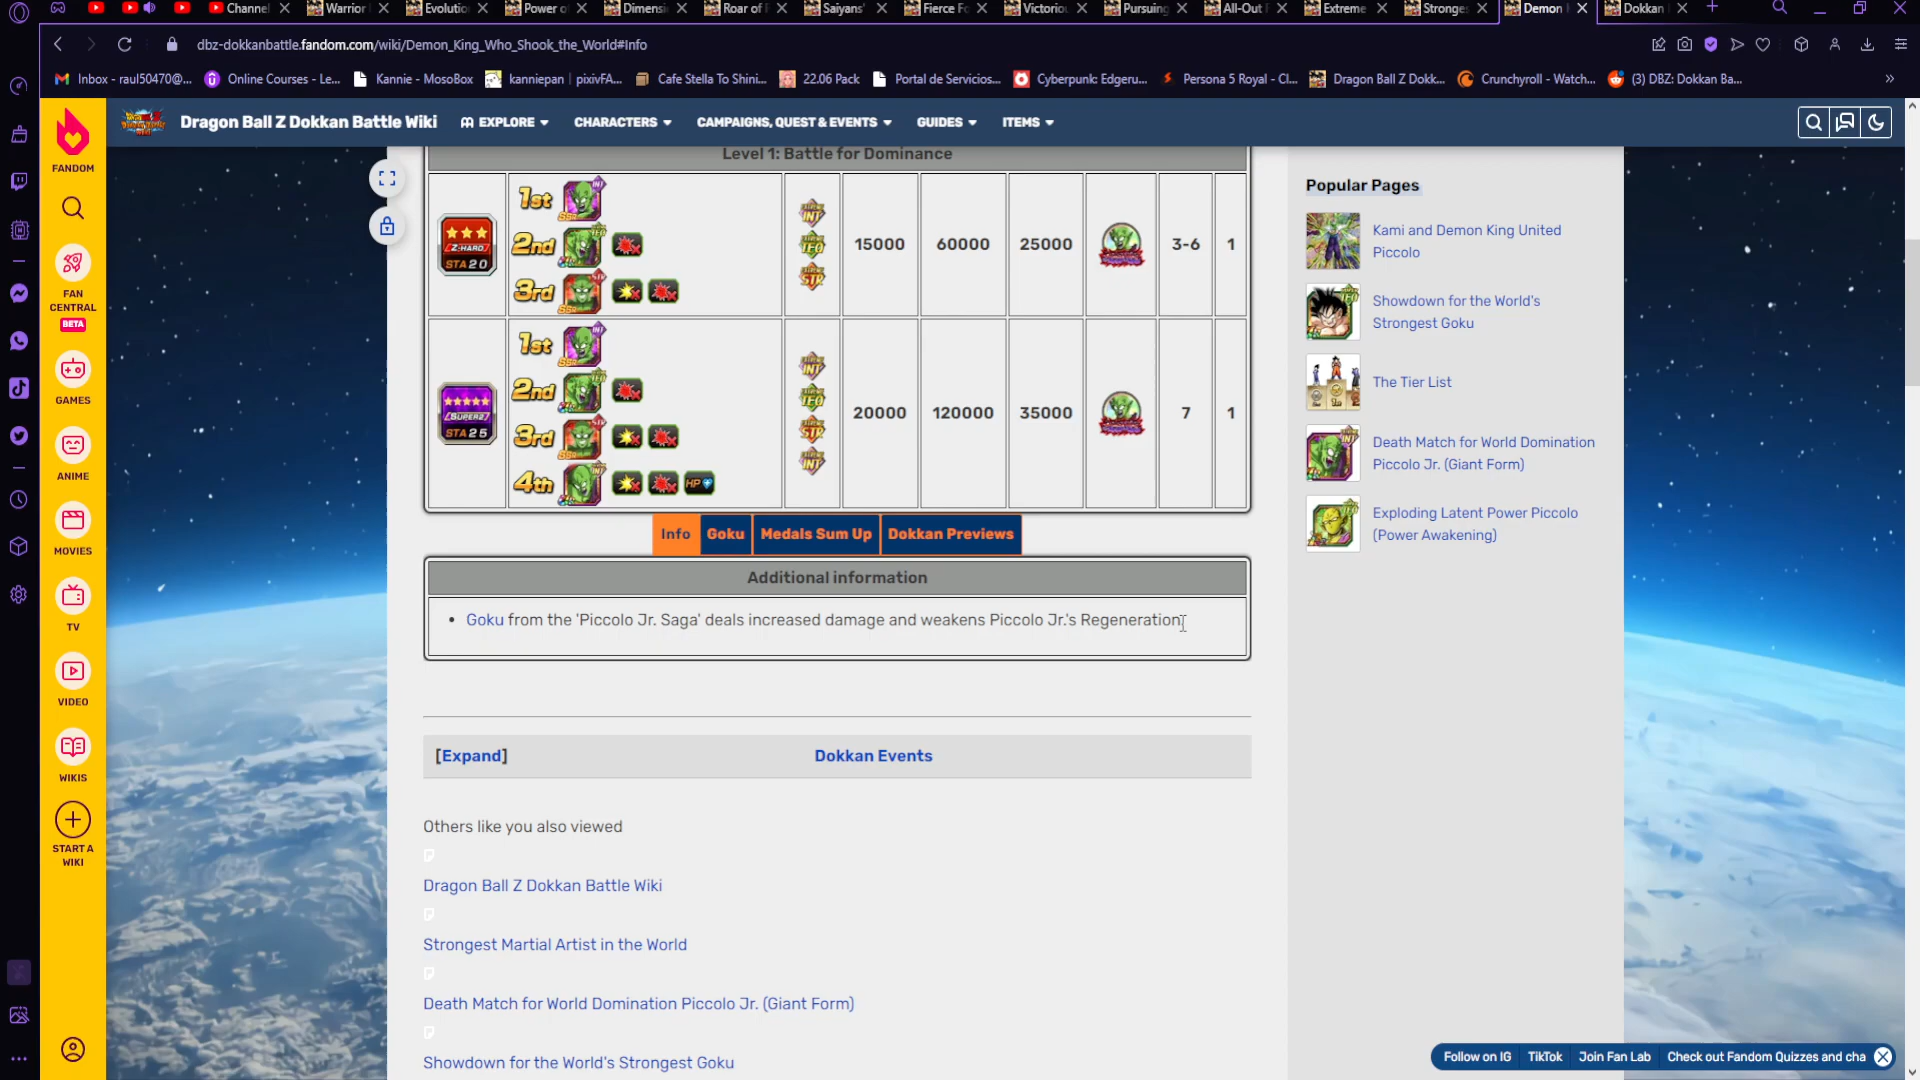 Channel
Warrior
Evolutio
Power o
Dimensi
Roar of F
Saiyans'
Fierce Fo
Victoriou
Pursuing
All-Out F
Extreme
Stronges
Demon
Dokkan
dbz-dokkanbattle.fandom.com/wiki/Demon_King_Who_Shook_the_World#Info
Inbox - raul50470@...
Online Courses - Le...
Kannie - MosoBox
kanniepan | pixivFA...
Cafe Stella To Shini...
22.06 Pack
Portal de Servicios...
Cyberpunk: Edgeru...
Persona 5 Royal - Cl...
Dragon Ball Z Dokk...
Crunchyroll - Watch...
(3) DBZ: Dokkan Ba...
Dragon Ball Z Dokkan Battle Wiki
EXPLORE
CHARACTERS
CAMPAIGNS, QUEST & EVENTS
GUIDES
ITEMS
FANDOM
FAN CENTRAL
BETA
GAMES
ANIME
MOVIES
TV
VIDEO
WIKIS
START A WIKI
Level 1: Battle for Dominance
Z-HARD
STA 20
1st
2nd
3rd
15000
60000
25000
3-6
1
SUPER2
STA 25
1st
2nd
3rd
4th
HP
20000
120000
35000
7
1
Info
Goku
Medals Sum Up
Dokkan Previews
Additional information
Goku from the 'Piccolo Jr. Saga' deals increased damage and weakens Piccolo Jr.'s Regeneration.
[Expand]
Dokkan Events
Others like you also viewed
Dragon Ball Z Dokkan Battle Wiki
Strongest Martial Artist in the World
Death Match for World Domination Piccolo Jr. (Giant Form)
Showdown for the World's Strongest Goku
Popular Pages
Kami and Demon King United
Piccolo
Showdown for the World's
Strongest Goku
The Tier List
Death Match for World Domination
Piccolo Jr. (Giant Form)
Exploding Latent Power Piccolo
(Power Awakening)
Follow on IG
TikTok
Join Fan Lab
Check out Fandom Quizzes and cha